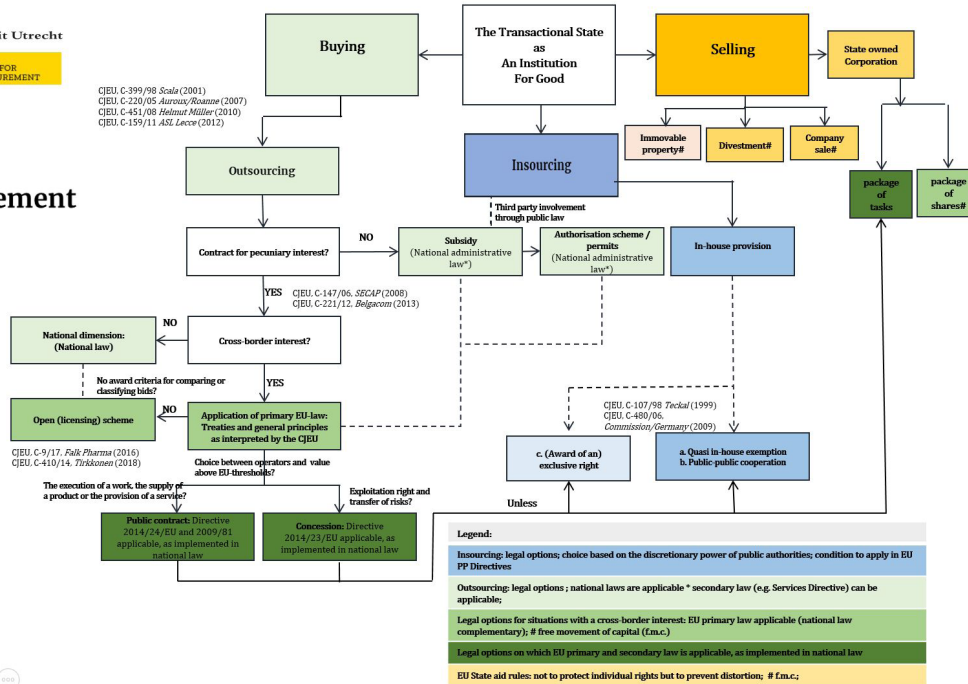 it Utrecht
FOR
UREMENT
ement
Buying
The Transactional State
as
An Institution
For Good
Selling
State owned
Corporation
CJEU, C-399/98 Scala (2001)
CJEU, C-220/05 Auroux/Roanne (2007)
CJEU, C-451/08 Helmut Müller (2010)
CJEU, C-159/11 ASL Lecce (2012)
Immovable
property#
Divestment#
Company
sale#
Outsourcing
Insourcing
package
of
tasks
package
of
shares#
Third party involvement
through public law
Contract for pecuniary interest?
NO
Subsidy
(National administrative
law*)
Authorisation scheme /
permits
(National administrative
law*)
In-house provision
YES
CJEU, C-147/06, SECAP (2008)
CJEU, C-221/12, Belgacom (2013)
National dimension:
(National law)
NO
Cross-border interest?
No award criteria for comparing or
classifying bids?
YES
Open (licensing) scheme
NO
Application of primary EU-law:
Treaties and general principles
as interpreted by the CJEU
CJEU, C-107/98 Teckal (1999)
CJEU, C-480/06,
Commission/Germany (2009)
CJEU, C-9/17, Falk Pharma (2016)
CJEU, C-410/14, Tirkkonen (2018)
c. (Award of an)
exclusive right
a. Quasi in-house exemption
b. Public-public cooperation
Choice between operators and value
above EU-thresholds?
The execution of a work, the supply of
a product or the provision of a service?
Exploitation right and
transfer of risks?
Unless
Public contract: Directive
2014/24/EU and 2009/81
applicable, as implemented in
national law
Concession: Directive
2014/23/EU applicable, as
implemented in national law
Legend:
Insourcing: legal options; choice based on the discretionary power of public authorities; condition to apply in EU
PP Directives
Outsourcing: legal options ; national laws are applicable * secondary law (e.g. Services Directive) can be
applicable;
Legal options for situations with a cross-border interest: EU primary law applicable (national law
complementary); # free movement of capital (f.m.c.)
Legal options on which EU primary and secondary law is applicable, as implemented in national law
EU State aid rules: not to protect individual rights but to prevent distortion; # f.m.c.;